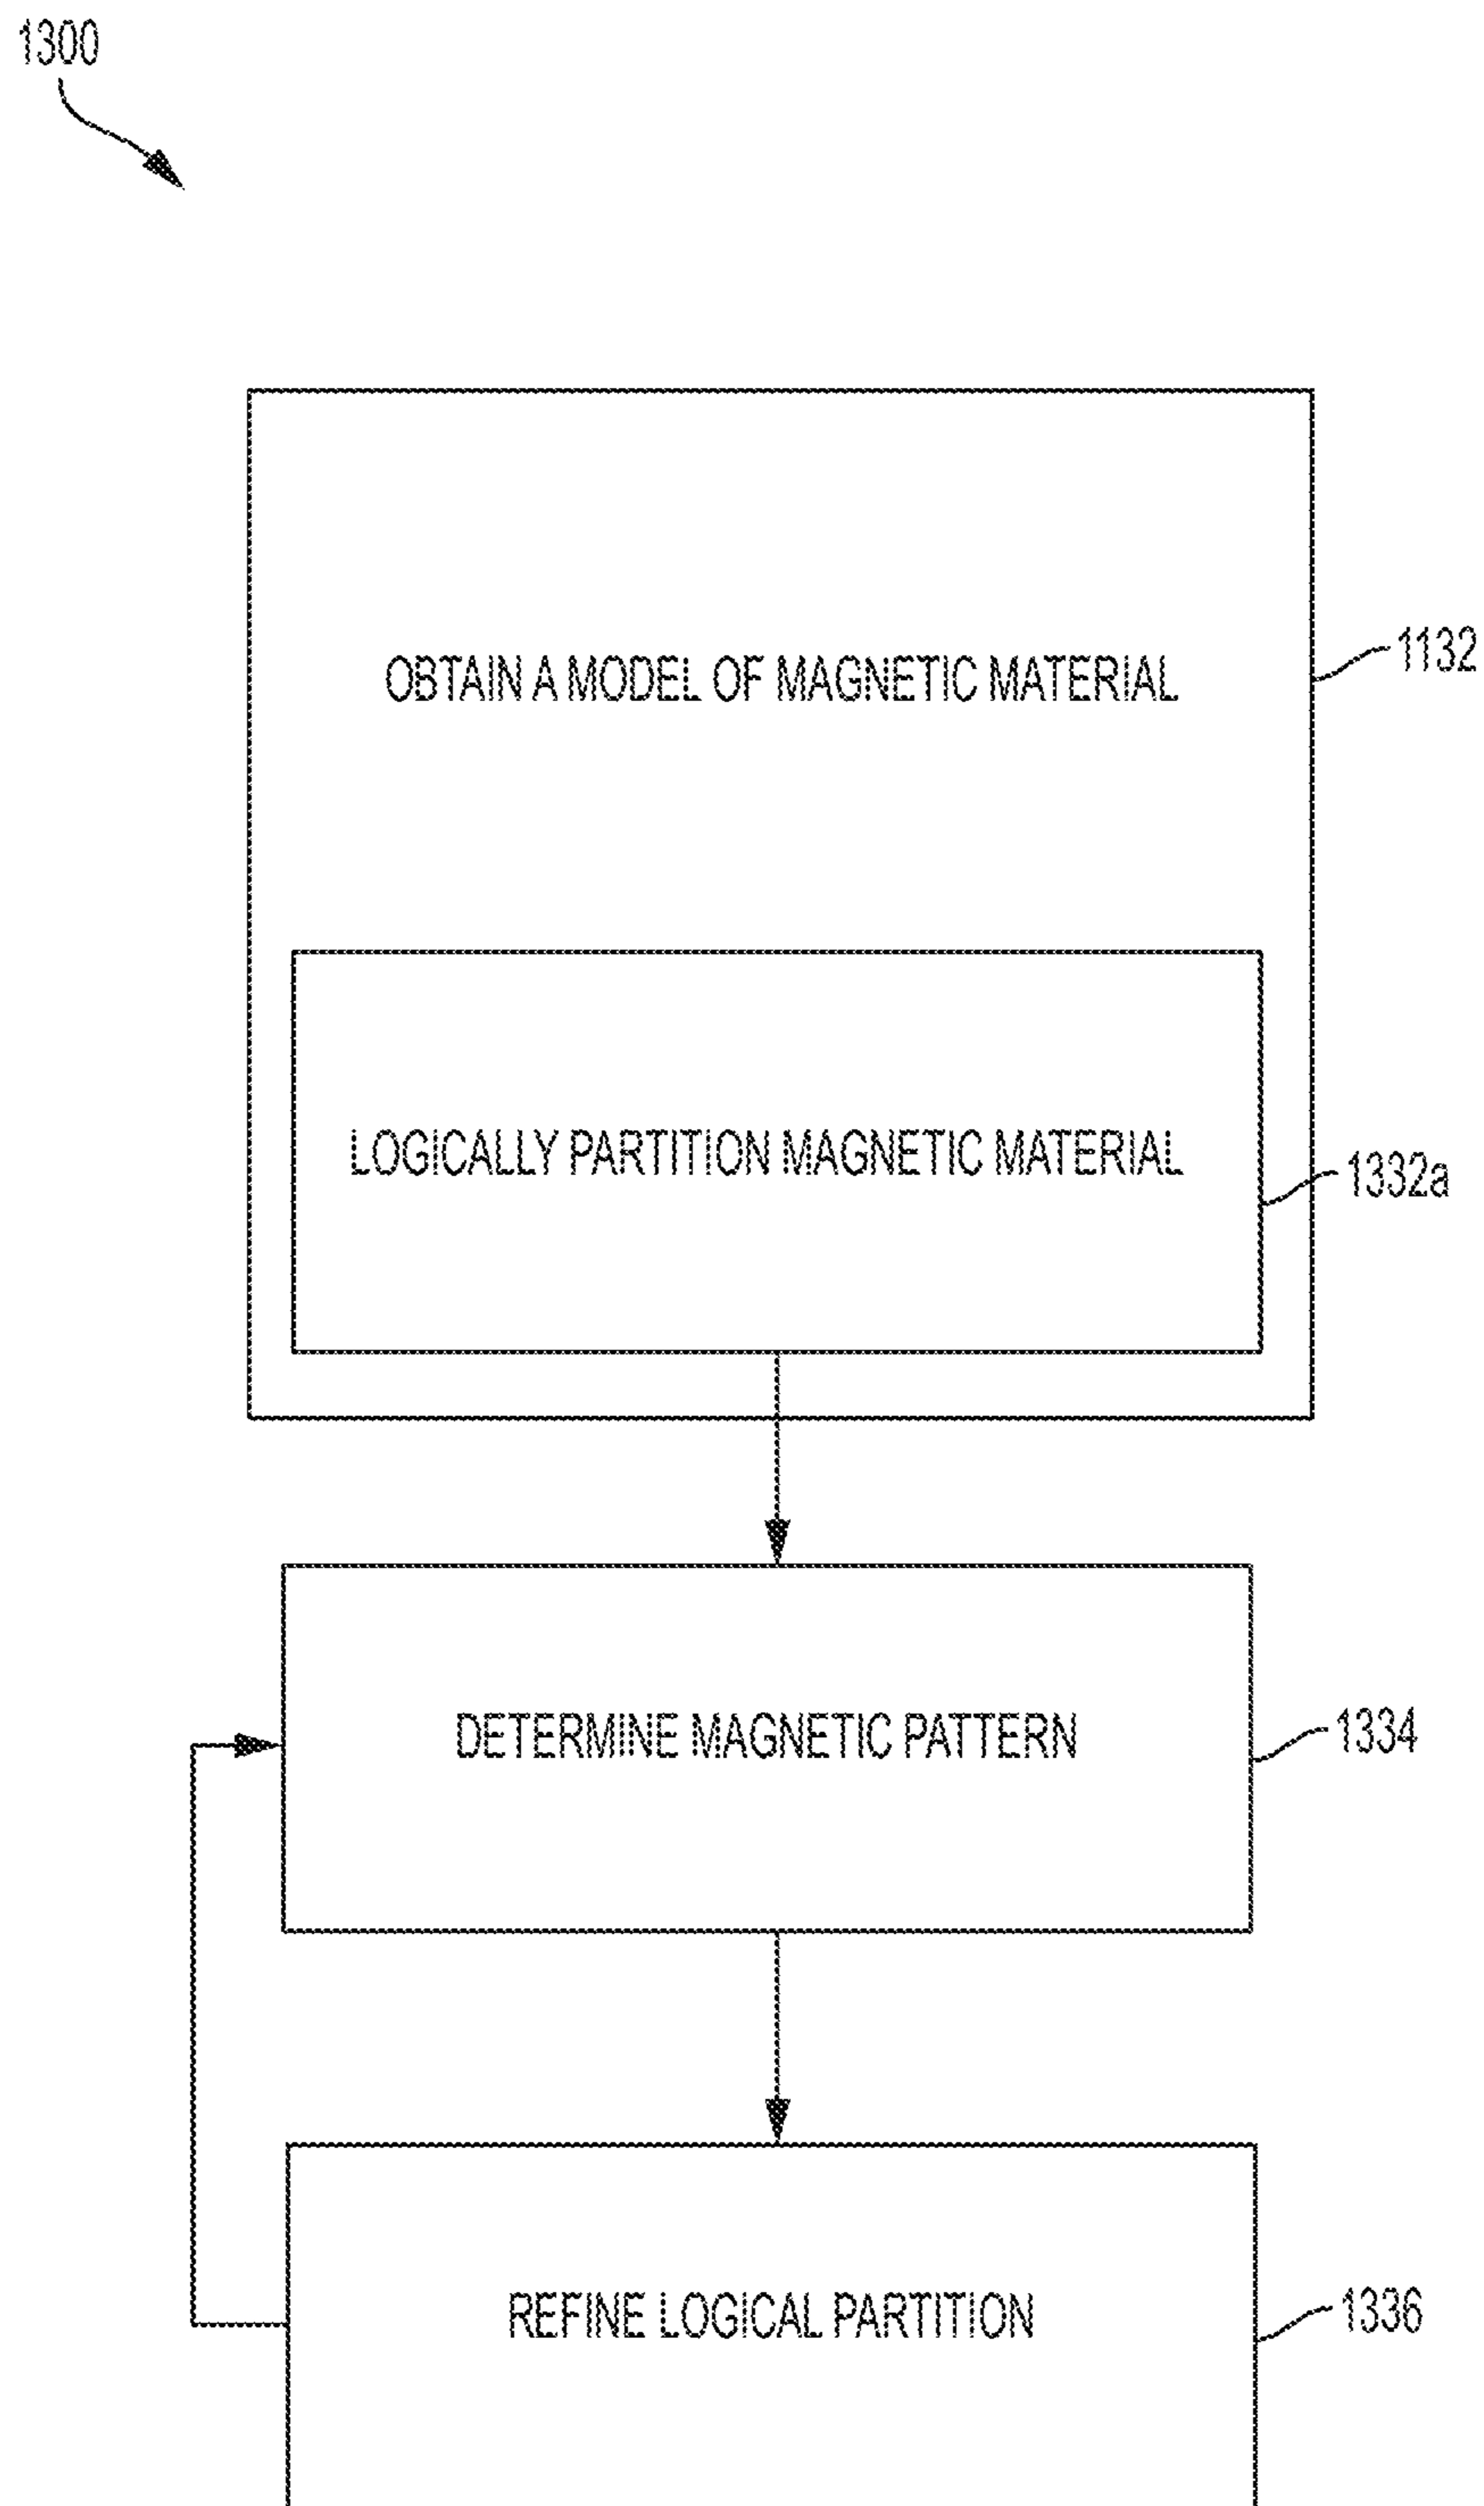 1300
OBTAIN A MODEL OF MAGNETIC MATERIAL
1132
LOGICALLY PARTITION MAGNETIC MATERIAL
1332a
DETERMINE MAGNETIC PATTERN
1334
REFINE LOGICAL PARTITION
1336